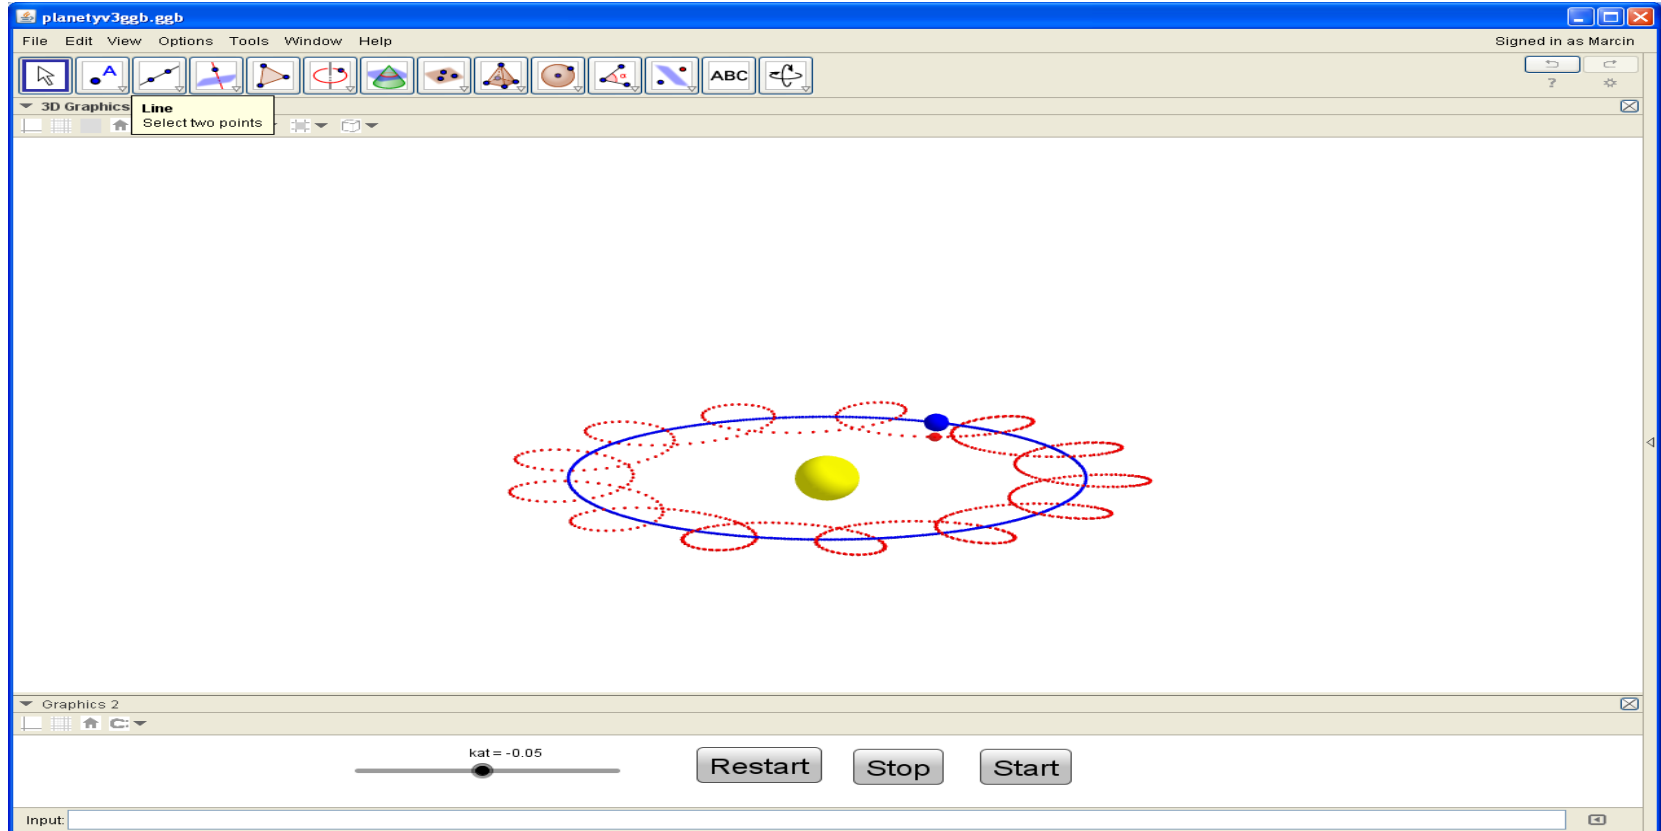 planetyv3ggb.ggb
File Edit View Options Tools Window Help
Signed in as Marcin
A
ABC
?
3D Graphics
Line
Select two points
Graphics 2
kat = -0.05
Restart
Stop
Start
Input: